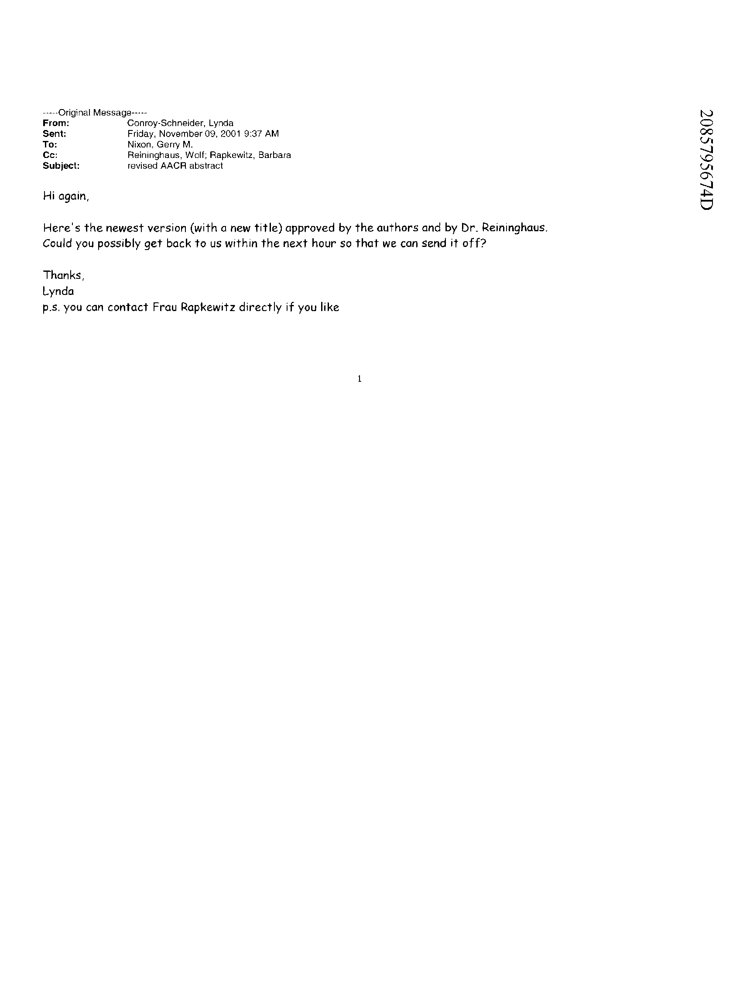 -----Original Message-----
From: Conroy-Schneider, Lynda
Sent: Friday, November 09, 2001 9:37 AM
To: Nixon, Gerry M.
Cc: Reininghaus, Wolf; Rapkewitz, Barbara
Subject: revised AACR abstract
Hi again,
Here's the newest version (with a new title) approved by the authors and by Dr. Reininghaus.
Could you possibly get back to us within the next hour so that we can send it off?
Thanks,
Lynda
p.s. you can contact Frau Rapkewitz directly if you like
1
2085795674D